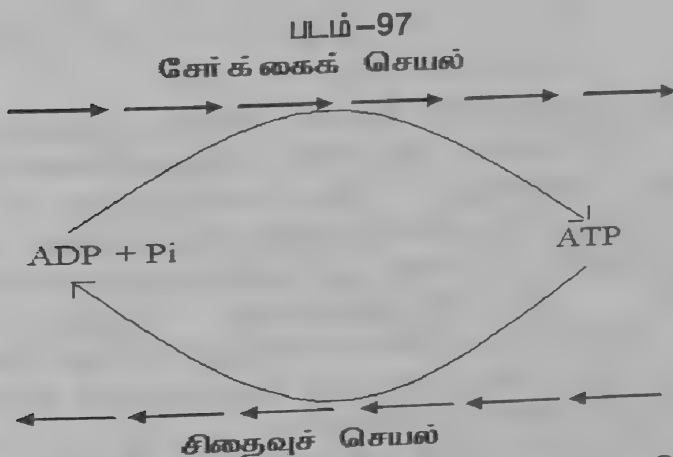 படம்-97
சேர்க்கைக் செயல்
ADP + Pi
ATP
சிதைவுச் செயல்